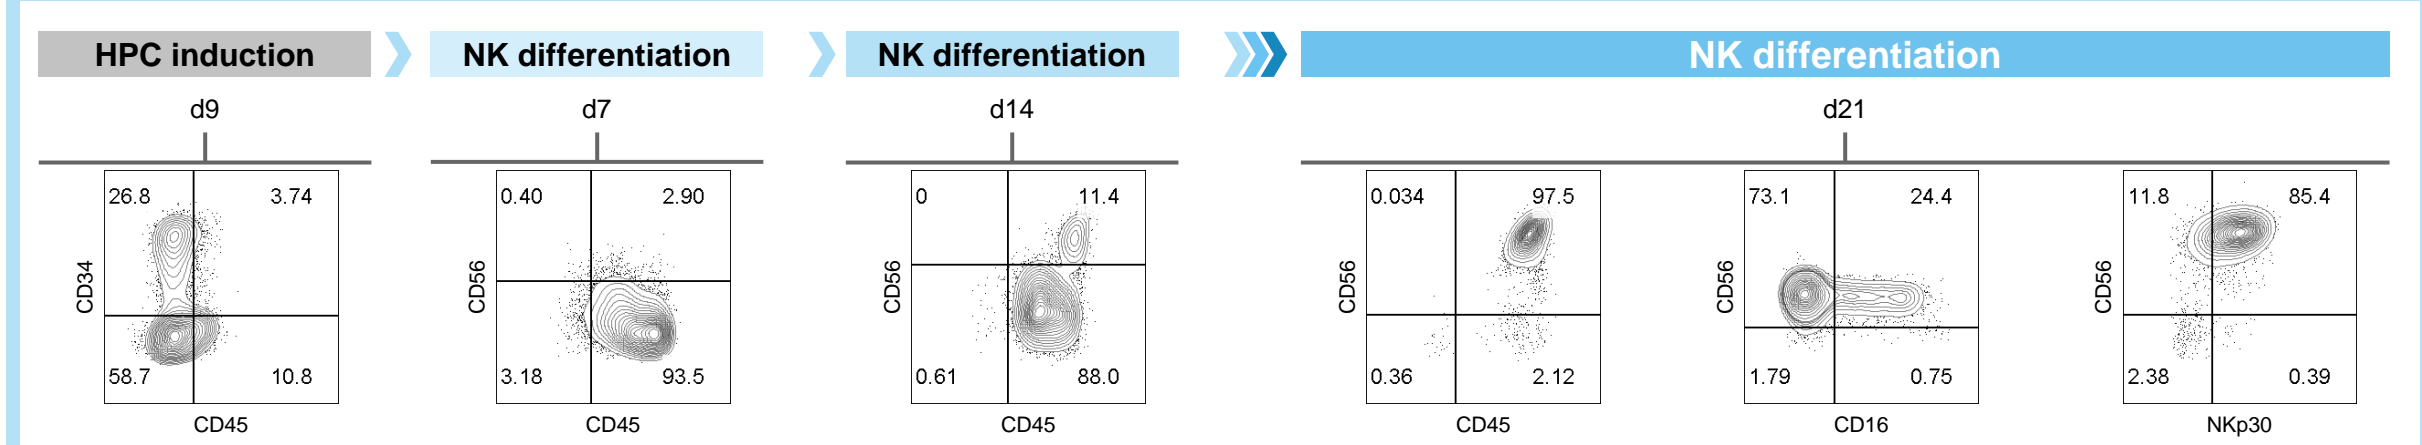 HPC induction
NK differentiation
NK differentiation
NK differentiation
d9
d7
d14
d21
26.8
3.74
CD34
58.7
10.8
CD45
0.40
2.90
CD56
3.18
93.5
CD45
0
11.4
CD56
0.61
88.0
CD45
0.034
97.5
CD56
0.36
2.12
CD45
73.1
24.4
CD56
1.79
0.75
CD16
11.8
85.4
CD56
2.38
0.39
NKp30